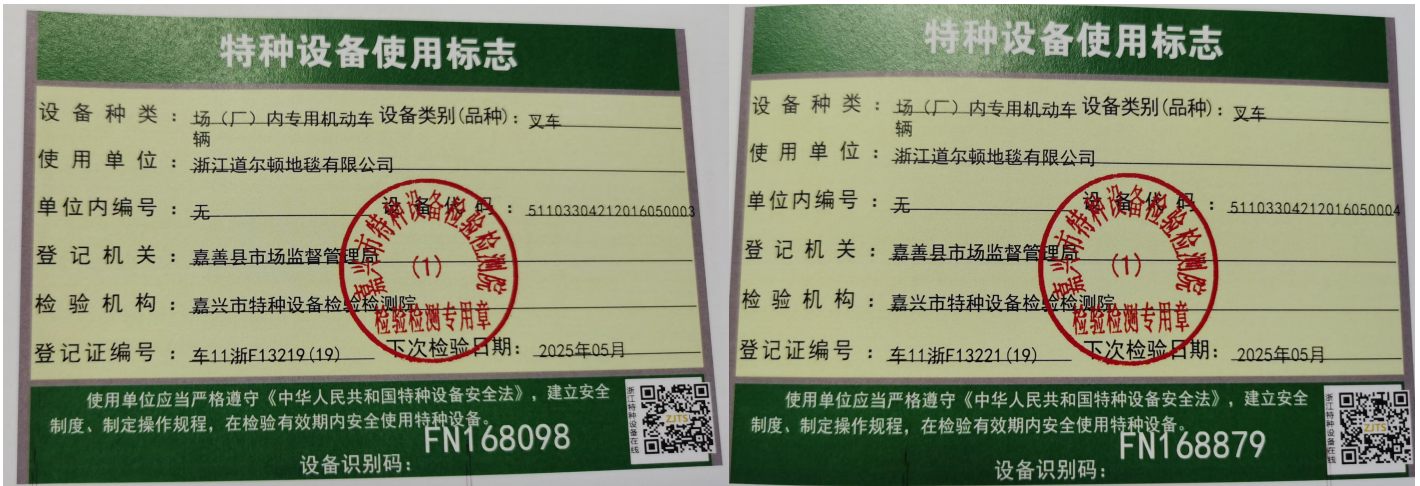 特种设备使用标志
设备种类：场（厂）内专用机动车辆 设备类别(品种)：叉车
使用单位：浙江道尔顿地毯有限公司
单位内编号：无 设备代码：51103304212016050003
登记机关：嘉善县市场监督管理局
检验机构：嘉兴市特种设备检验检测院
登记证编号：车11浙F13219(19) 下次检验日期：2025年05月
嘉兴市特种设备检验检测院
(1)
检验检测专用章
使用单位应当严格遵守《中华人民共和国特种设备安全法》，建立安全
制度、制定操作规程，在检验有效期内安全使用特种设备。
设备识别码：FN168098
浙江特种设备在线
ZJTS
特种设备使用标志
设备种类：场（厂）内专用机动车辆 设备类别(品种)：叉车
使用单位：浙江道尔顿地毯有限公司
单位内编号：无 设备代码：51103304212016050004
登记机关：嘉善县市场监督管理局
检验机构：嘉兴市特种设备检验检测院
登记证编号：车11浙F13221(19) 下次检验日期：2025年05月
嘉兴市特种设备检验检测院
(1)
检验检测专用章
使用单位应当严格遵守《中华人民共和国特种设备安全法》，建立安全
制度、制定操作规程，在检验有效期内安全使用特种设备。
设备识别码：FN168879
浙江特种设备在线
ZJTS